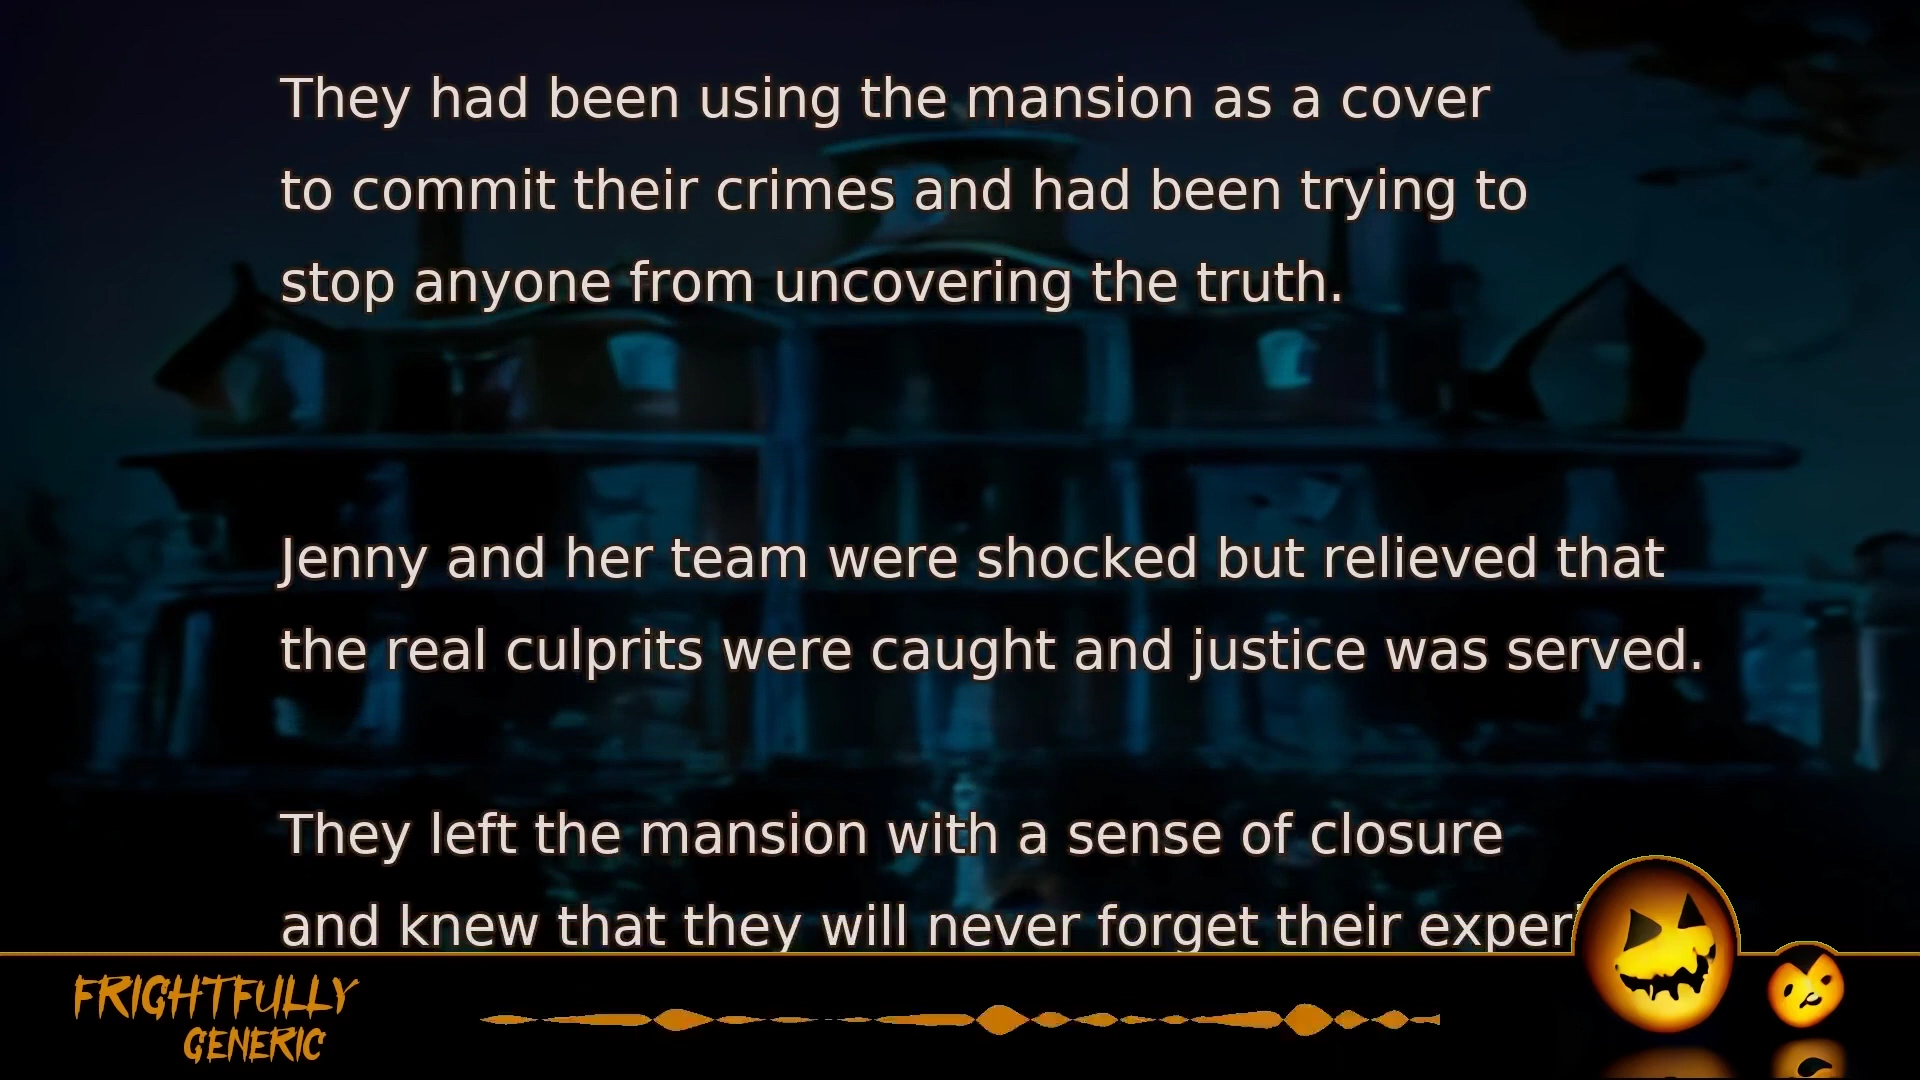 They had been using the mansion as a cover
to commit their crimes and had been trying to
stop anyone from uncovering the truth.
Jenny and her team were shocked but relieved that
the real culprits were caught and justice was served.
They left the mansion with a sense of closure
and knew that they will never forget their
FRIGHTFULLY
GENERIC